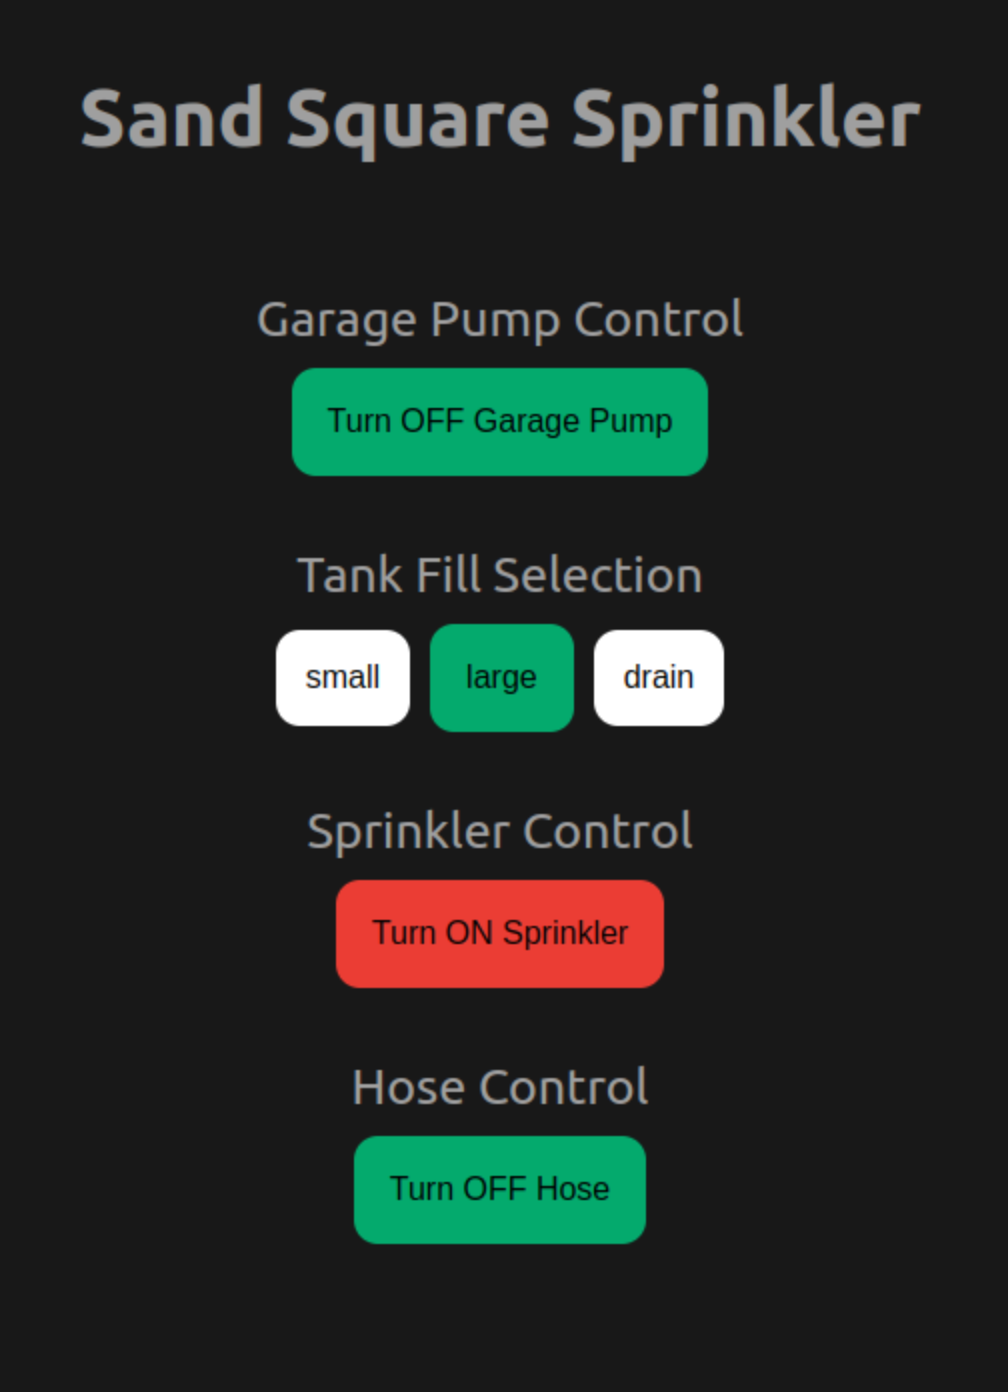 Sand Square Sprinkler
Garage Pump Control
Turn OFF Garage Pump
Tank Fill Selection
small large drain
Sprinkler Control
Turn ON Sprinkler
Hose Control
Turn OFF Hose